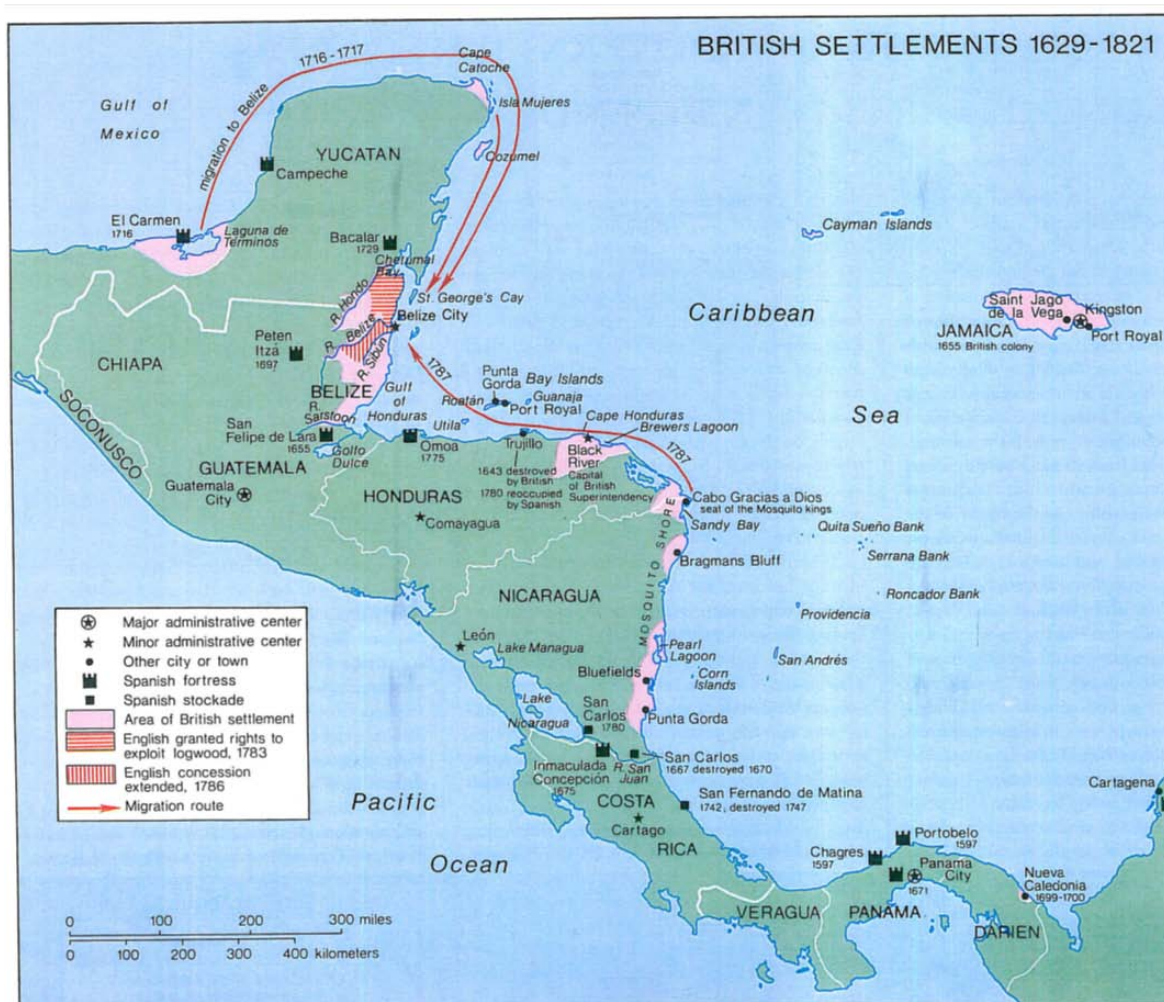 BRITISH SETTLEMENTS 1629-1821
1716-1717
migration to Belize
Cape
Catoche
Isla Mujeres
Gulf of
Mexico
YUCATAN
Cozumel
Campeche
El Carmen
1716
Laguna de
Términos
Bacalar
1729
Chetumal
Bay
Cayman Islands
R. Hondo
St. George's Cay
Belize City
R. Belize
R. Sibun
Caribbean
Sea
Saint Jago
de la Vega
Kingston
Port Royal
JAMAICA
1655 British colony
Peten
Itzá
1697
CHIAPA
SOCONUSCO
BELIZE
R.
Sarstoon
Gulf
of
Honduras
1787
Punta
Gorda
Bay Islands
Roatán
Guanaja
Port Royal
Utila
Cape Honduras
Brewers Lagoon
1787
San
Felipe de Lara
1655
Golfo
Dulce
Omoa
1775
Trujillo
1643 destroyed
by British
1780 reoccupied
by Spanish
Black
River
Capital
of British
Superintendency
GUATEMALA
Guatemala
City
HONDURAS
Comayagua
Cabo Gracias a Dios
seat of the Mosquito kings
Sandy Bay
Quita Sueño Bank
Serrana Bank
Bragmans Bluff
MOSQUITO SHORE
Roncador Bank
Providencia
NICARAGUA
León
Lake Managua
Pearl
Lagoon
San Andrés
Bluefields
Corn
Islands
Lake
Nicaragua
San
Carlos
1780
Punta Gorda
Inmaculada
Concepción
1675
R. San
Juan
San Carlos
1667 destroyed 1670
San Fernando de Matina
1742, destroyed 1747
COSTA
RICA
Cartago
Pacific
Ocean
Cartagena
Portobelo
1597
Chagres
1597
Panama
City
1671
Nueva
Caledonia
1699-1700
VERAGUA
PANAMA
DARIEN
Major administrative center
Minor administrative center
Other city or town
Spanish fortress
Spanish stockade
Area of British settlement
English granted rights to
exploit logwood, 1783
English concession
extended, 1786
Migration route
0 100 200 300 miles
0 100 200 300 400 kilometers